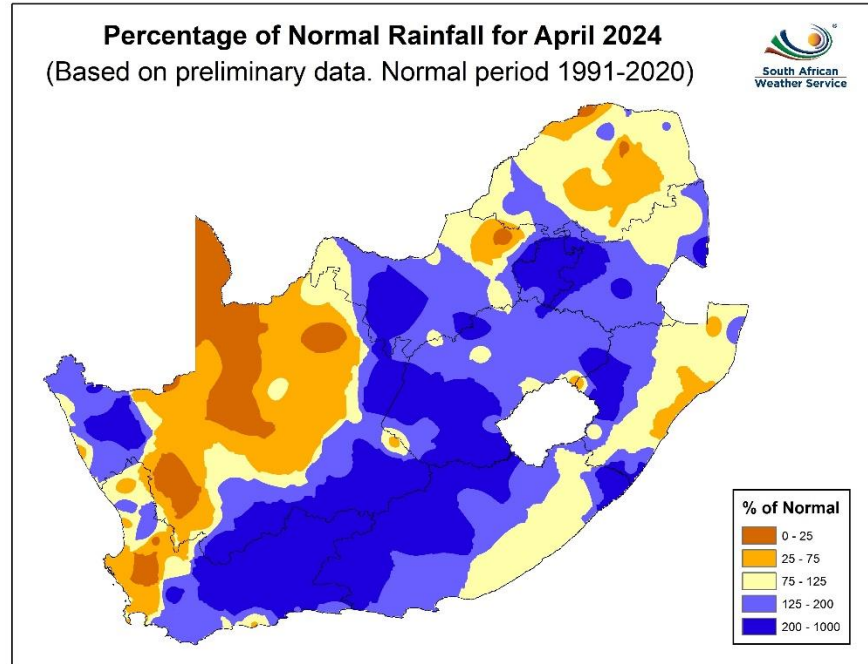 Percentage of Normal Rainfall for April 2024
(Based on preliminary data. Normal period 1991-2020)
South African
Weather Service
% of Normal
0 - 25
25 - 75
75 - 125
125 - 200
200 - 1000